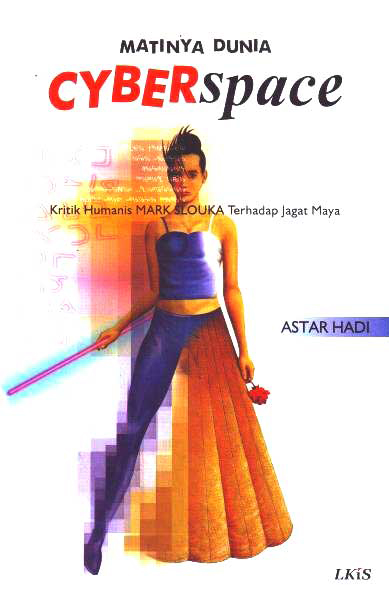 MATINYA DUNIA
CYBERspace
Kritik Humanis MARK SLOUKA Terhadap Jagat Maya
ASTAR HADI
LKiS